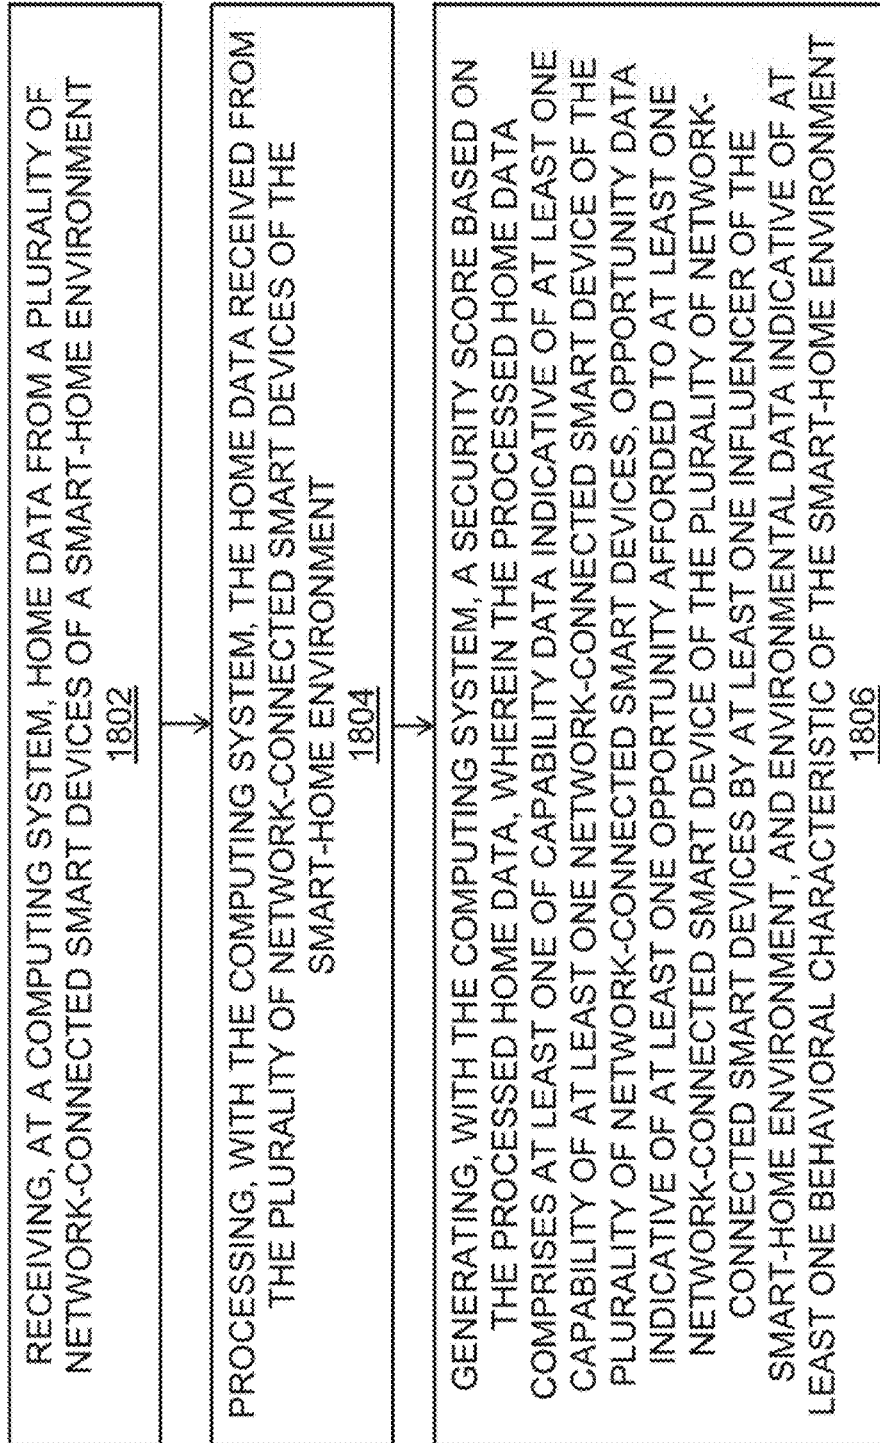 RECEIVING, AT A COMPUTING SYSTEM, HOME DATA FROM A PLURALITY OF
NETWORK-CONNECTED SMART DEVICES OF A SMART-HOME ENVIRONMENT
1802
PROCESSING, WITH THE COMPUTING SYSTEM, THE HOME DATA RECEIVED FROM
THE PLURALITY OF NETWORK-CONNECTED SMART DEVICES OF THE
SMART-HOME ENVIRONMENT
1804
GENERATING, WITH THE COMPUTING SYSTEM, A SECURITY SCORE BASED ON
THE PROCESSED HOME DATA, WHEREIN THE PROCESSED HOME DATA
COMPRISES AT LEAST ONE OF CAPABILITY DATA INDICATIVE OF AT LEAST ONE
CAPABILITY OF AT LEAST ONE NETWORK-CONNECTED SMART DEVICE OF THE
PLURALITY OF NETWORK-CONNECTED SMART DEVICES, OPPORTUNITY DATA
INDICATIVE OF AT LEAST ONE OPPORTUNITY AFFORDED TO AT LEAST ONE
NETWORK-CONNECTED SMART DEVICE OF THE PLURALITY OF NETWORK-
CONNECTED SMART DEVICES BY AT LEAST ONE INFLUENCER OF THE
SMART-HOME ENVIRONMENT, AND ENVIRONMENTAL DATA INDICATIVE OF AT
LEAST ONE BEHAVIORAL CHARACTERISTIC OF THE SMART-HOME ENVIRONMENT
1806